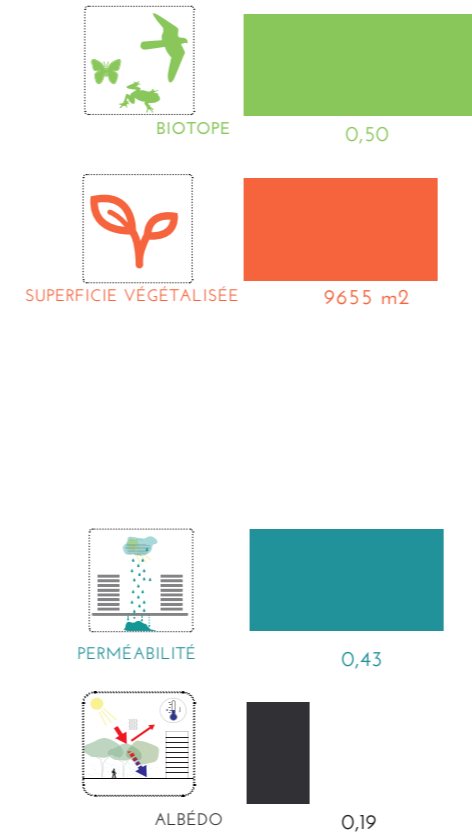 BIOTOPE
0,50
SUPERFICIE VÉGÉTALISÉE
9655 m2
PERMÉABILITÉ
0,43
ALBÉDO
0,19